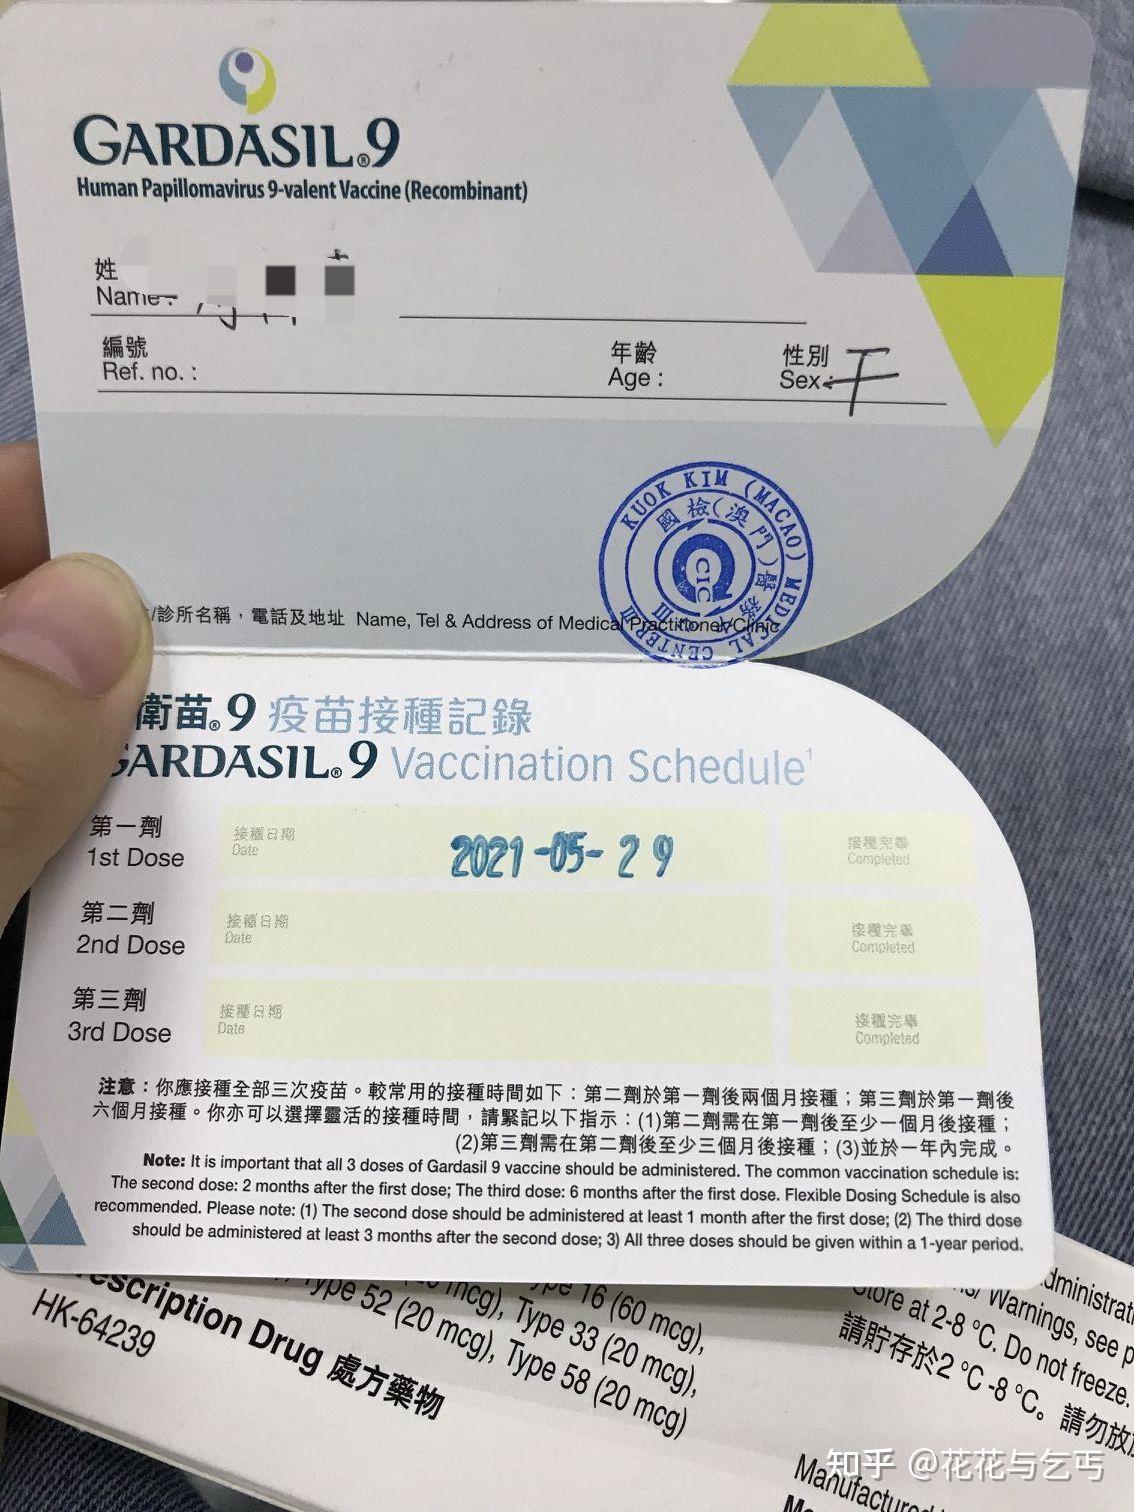 GARDASIL®9
Human Papillomavirus 9-valent Vaccine (Recombinant)
姓
Name:
編號
Ref. no. :
年齡
Age :
性別
Sex:
KUOK KIM (MACAO) MEDICAL CENTER III
國檢(澳門)醫務中心 III
CIC
/診所名稱，電話及地址 Name, Tel & Address of Medical Practitioner/Clinic
衛苗®9 疫苗接種記錄
GARDASIL®9 Vaccination Schedule¹
第一劑
1st Dose
接種日期
Date
2021-05-29
接種完畢
Completed
第二劑
2nd Dose
接種日期
Date
接種完畢
Completed
第三劑
3rd Dose
接種日期
Date
接種完畢
Completed
注意：你應接種全部三次疫苗。較常用的接種時間如下：第二劑於第一劑後兩個月接種；第三劑於第一劑後
六個月接種。你亦可以選擇靈活的接種時間，請緊記以下指示：(1)第二劑需在第一劑後至少一個月後接種；
(2)第三劑需在第二劑後至少三個月後接種；(3)並於一年內完成。
Note: It is important that all 3 doses of Gardasil 9 vaccine should be administered. The common vaccination schedule is:
The second dose: 2 months after the first dose; The third dose: 6 months after the first dose. Flexible Dosing Schedule is also
recommended. Please note: (1) The second dose should be administered at least 1 month after the first dose; (2) The third dose
should be administered at least 3 months after the second dose; 3) All three doses should be given within a 1-year period.
mcg), Type 16 (60 mcg),
Type 52 (20 mcg), Type 33 (20 mcg),
Type 58 (20 mcg)
escription Drug 處方藥物
HK-64239
Warnings, see p
Store at 2-8 °C. Do not freeze.
請貯存於2 °C -8 °C。請勿放
Manufactured
知乎 @花花与乞丐